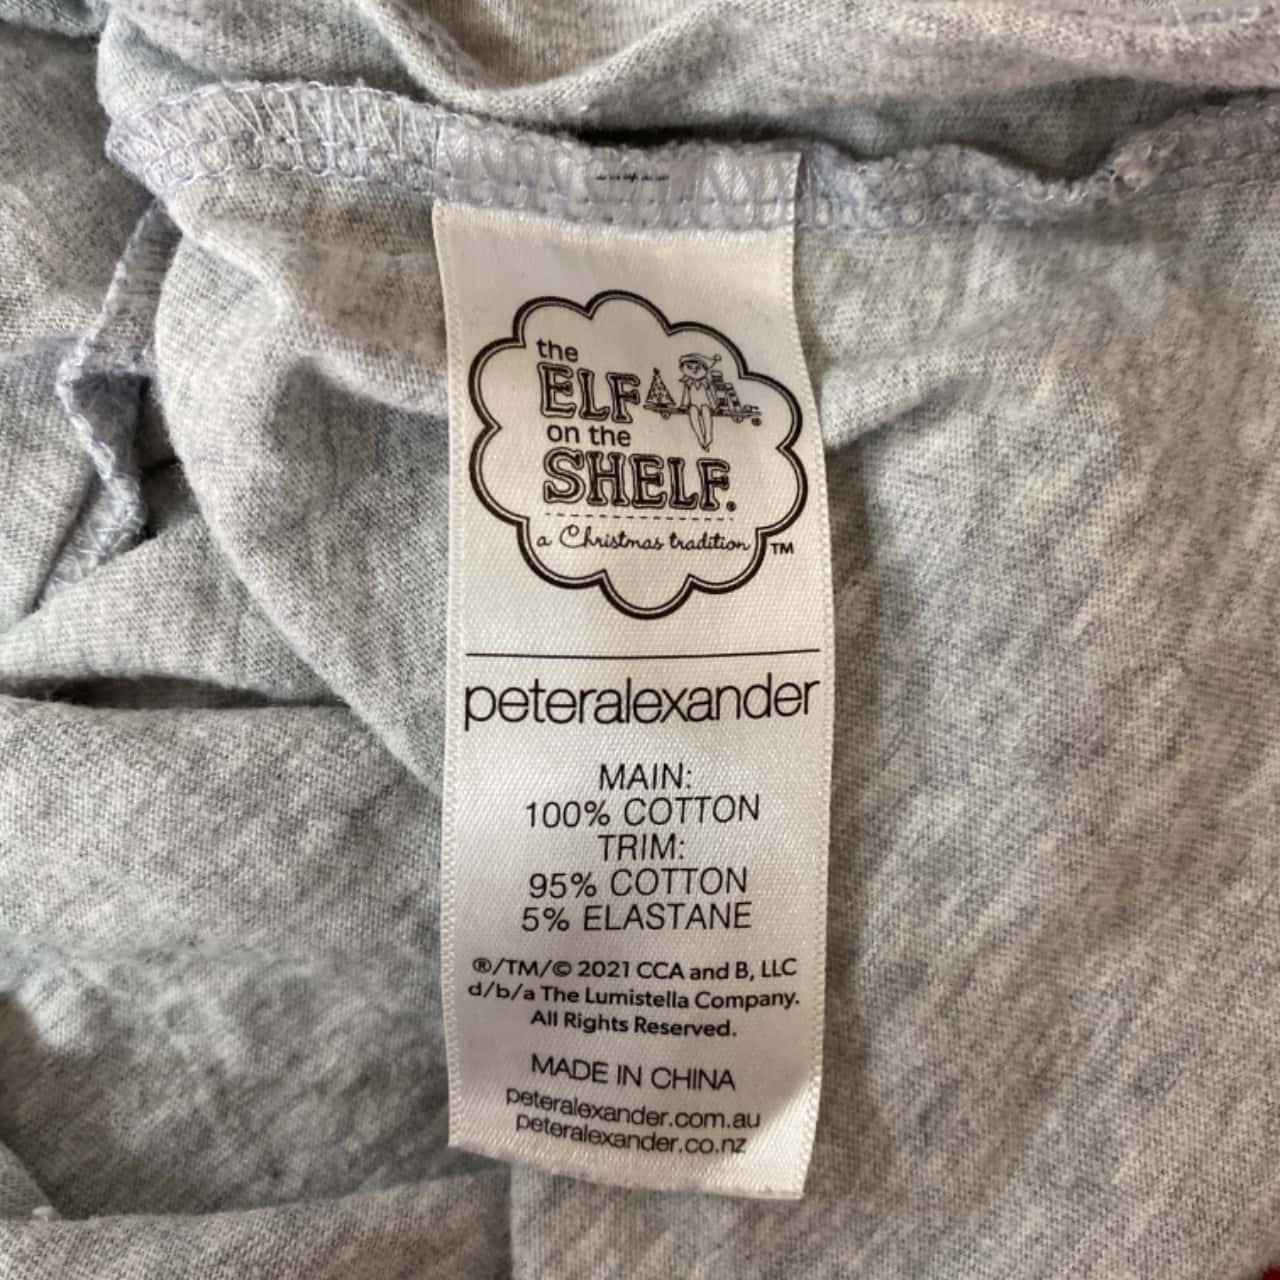 the
ELF
on the
SHELF.
a Christmas tradition TM
peteralexander
MAIN:
100% COTTON
TRIM:
95% COTTON
5% ELASTANE
®/TM/© 2021 CCA and B, LLC
d/b/a The Lumistella Company.
All Rights Reserved.
MADE IN CHINA
peteralexander.com.au
peteralexander.co.nz